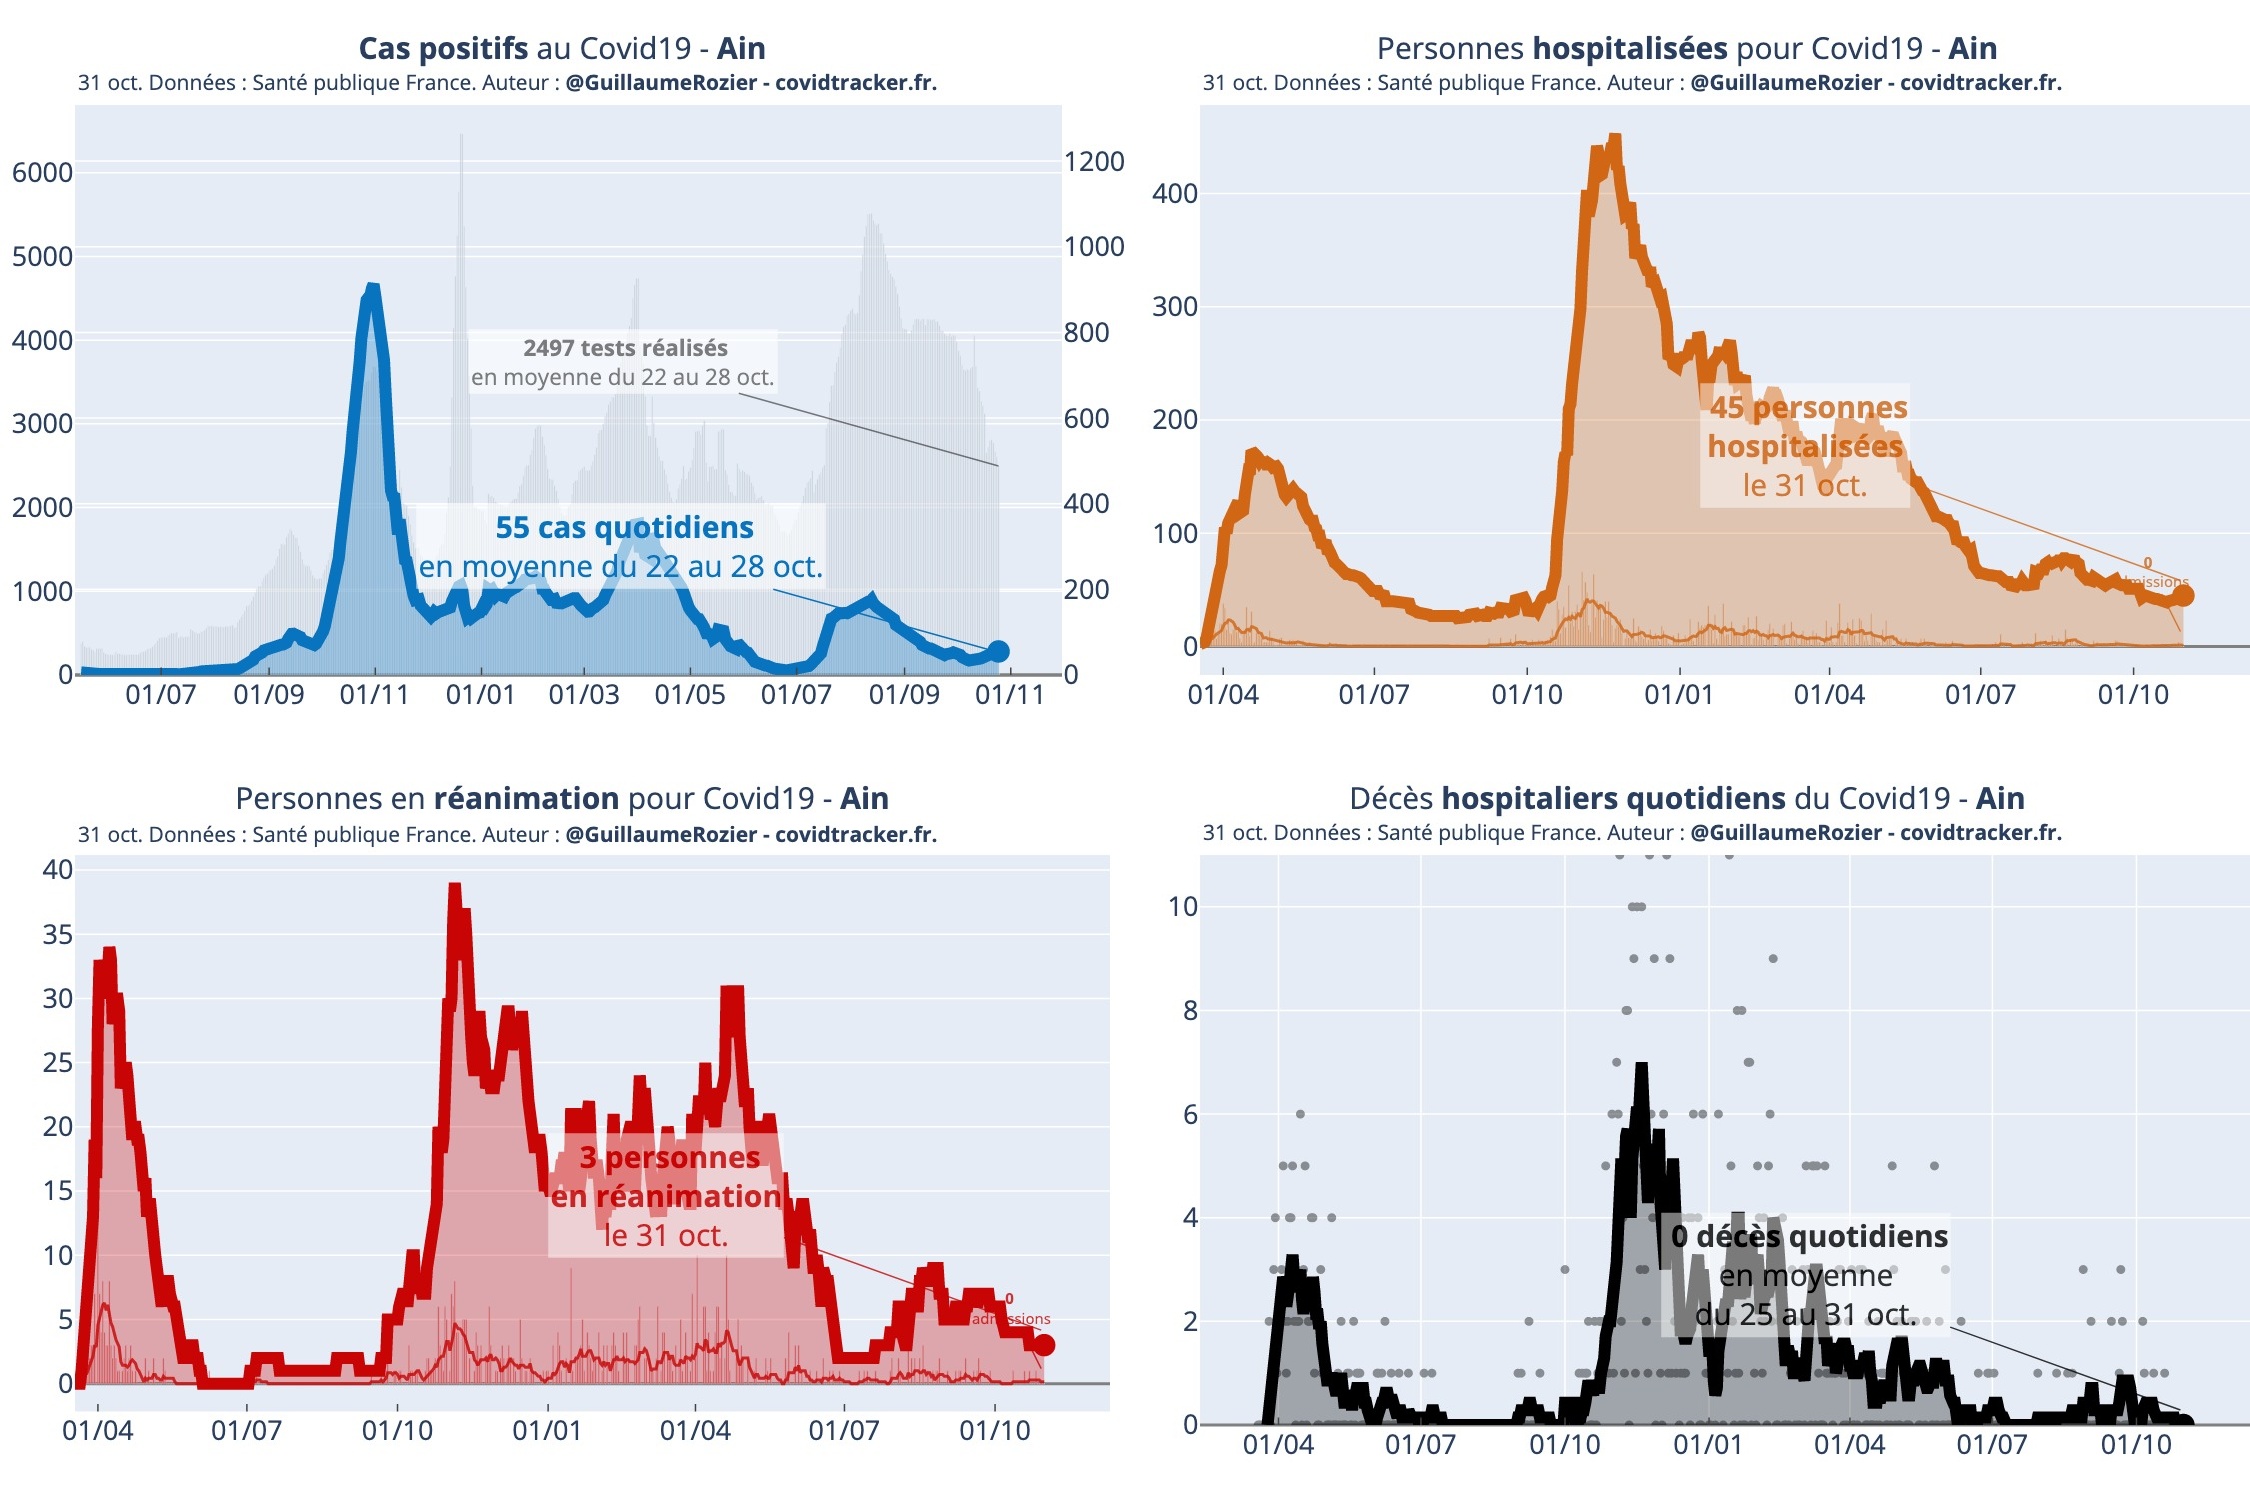 Cas positifs au Covid19 - Ain
31 oct. Données : Santé publique France. Auteur : @GuillaumeRozier - covidtracker.fr.
6000
5000
4000
3000
2000
1000
0
1200
1000
800
600
400
200
0
2497 tests réalisés
en moyenne du 22 au 28 oct.
55 cas quotidiens
en moyenne du 22 au 28 oct.
01/07 01/09 01/11 01/01 01/03 01/05 01/07 01/09 01/11
Personnes hospitalisées pour Covid19 - Ain
31 oct. Données : Santé publique France. Auteur : @GuillaumeRozier - covidtracker.fr.
400
300
200
100
0
45 personnes
hospitalisées
le 31 oct.
0
01/04 01/07 01/10 01/01 01/04 01/07 01/10
Personnes en réanimation pour Covid19 - Ain
31 oct. Données : Santé publique France. Auteur : @GuillaumeRozier - covidtracker.fr.
40
35
30
25
20
15
10
5
0
3 personnes
en réanimation
le 31 oct.
0
admissions
01/04 01/07 01/10 01/01 01/04 01/07 01/10
Décès hospitaliers quotidiens du Covid19 - Ain
31 oct. Données : Santé publique France. Auteur : @GuillaumeRozier - covidtracker.fr.
10
8
6
4
2
0
0 décès quotidiens
en moyenne
du 25 au 31 oct.
01/04 01/07 01/10 01/01 01/04 01/07 01/10